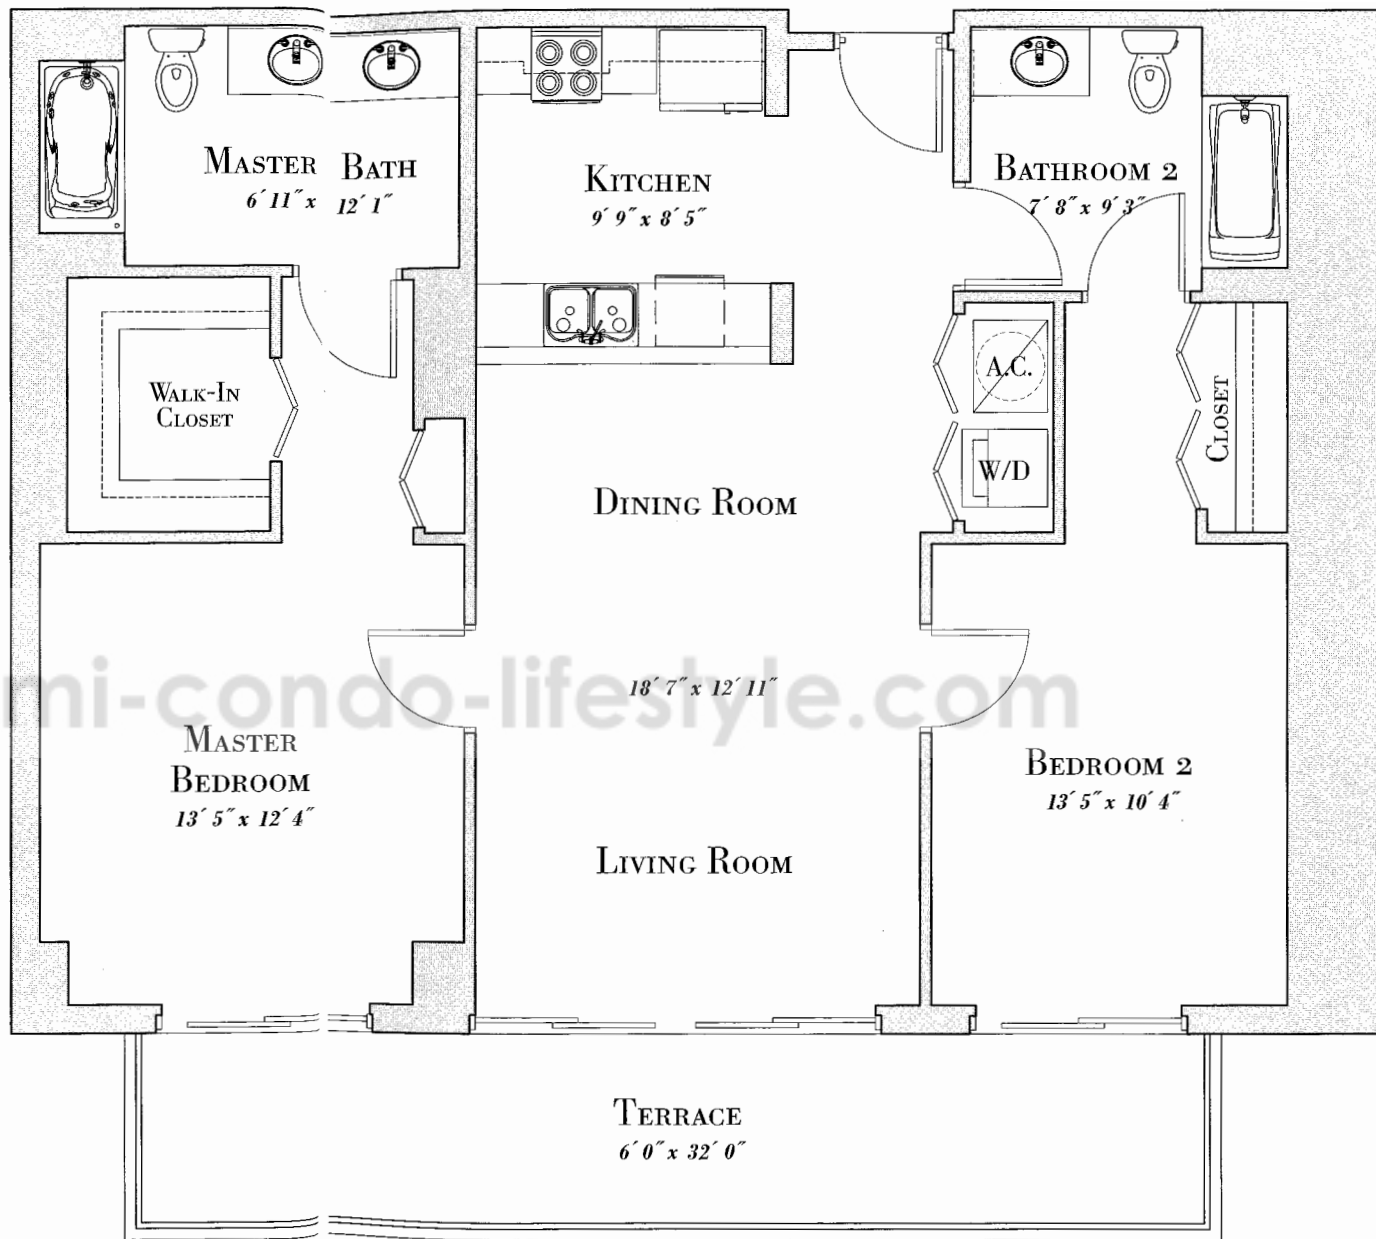 MASTER BATH
6' 11" x 12' 1"
KITCHEN
9' 9" x 8' 5"
BATHROOM 2
7' 8" x 9' 3"
WALK-IN
CLOSET
A.C.
W/D
CLOSET
DINING ROOM
18' 7" x 12' 11"
LIVING ROOM
MASTER
BEDROOM
13' 5" x 12' 4"
BEDROOM 2
13' 5" x 10' 4"
mi-condo-lifestyle.com
TERRACE
6' 0" x 32' 0"